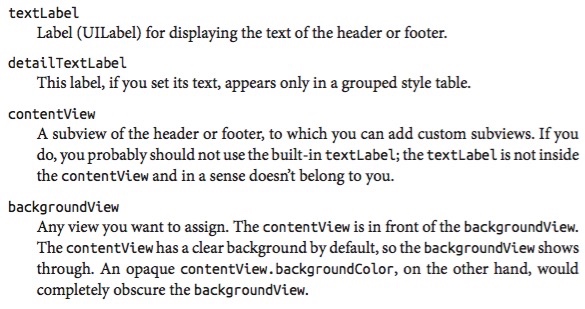 textLabel
Label (UILabel) for displaying the text of the header or footer.
detailTextLabel
This label, if you set its text, appears only in a grouped style table.
contentView
A subview of the header or footer, to which you can add custom subviews. If you
do, you probably should not use the built-in textLabel; the textLabel is not inside
the contentView and in a sense doesn’t belong to you.
backgroundView
Any view you want to assign. The contentView is in front of the backgroundView.
The contentView has a clear background by default, so the backgroundView shows
through. An opaque contentView.backgroundColor, on the other hand, would
completely obscure the backgroundView.